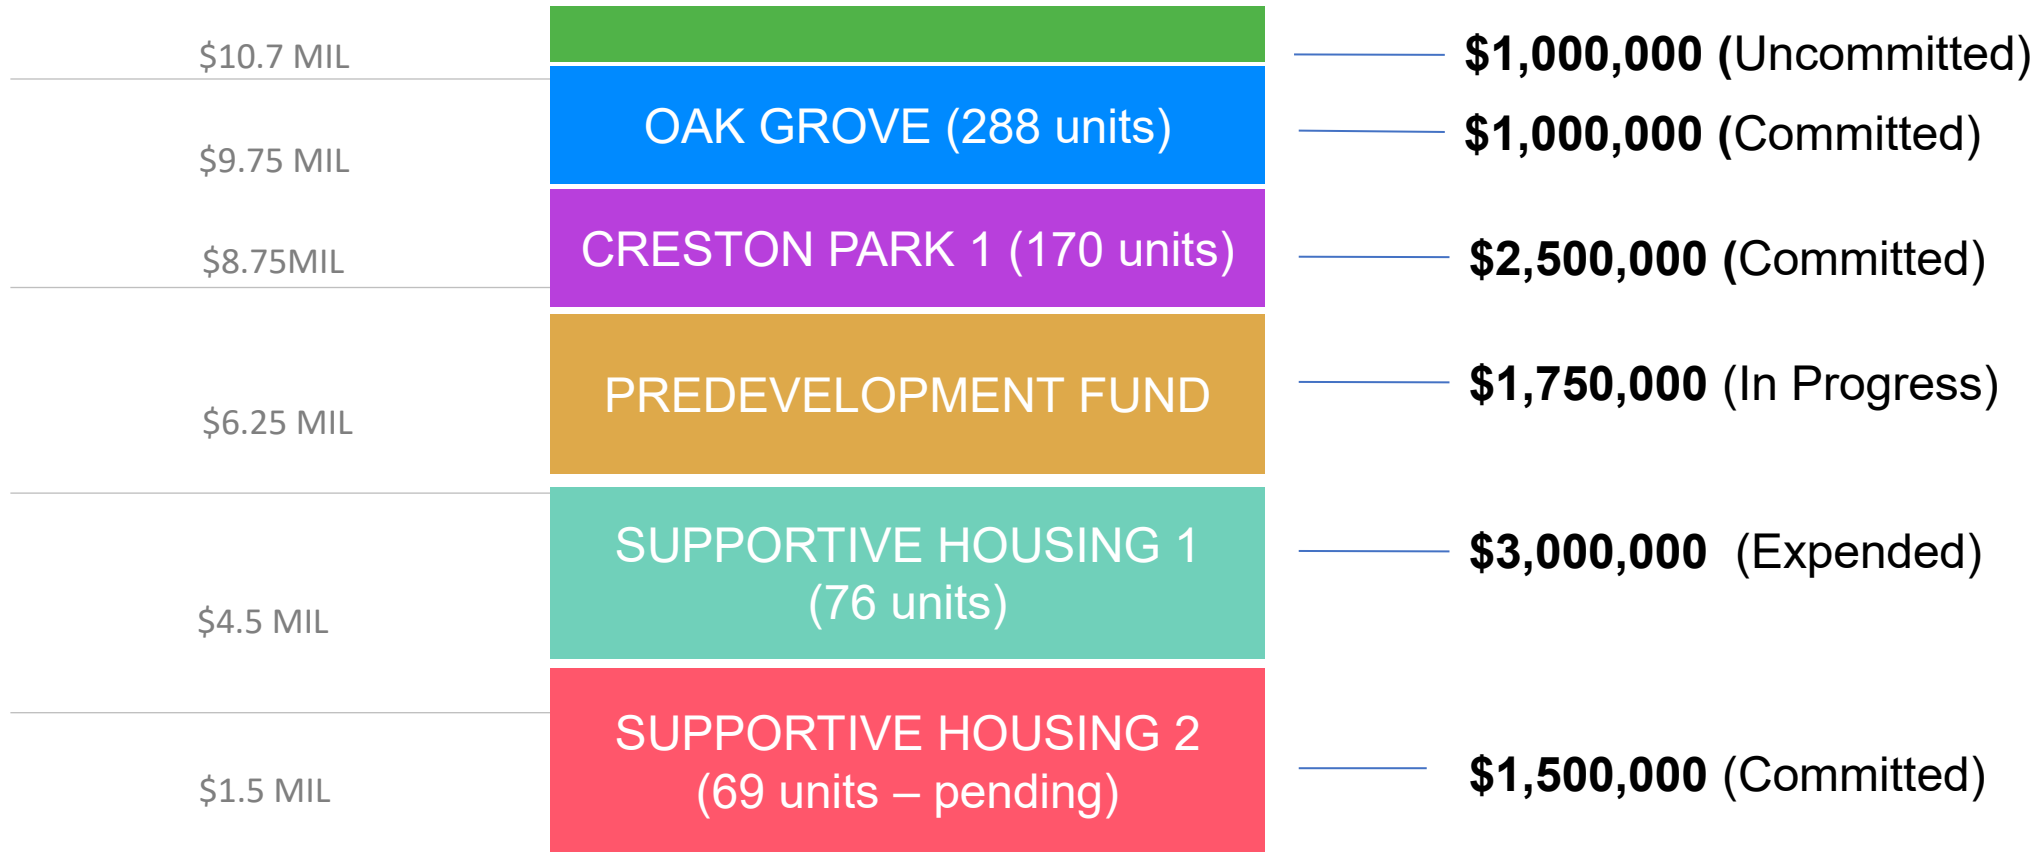 $10.7 MIL
$1,000,000 (Uncommitted)
OAK GROVE (288 units)
$1,000,000 (Committed)
$9.75 MIL
CRESTON PARK 1 (170 units)
$2,500,000 (Committed)
$8.75MIL
PREDEVELOPMENT FUND
$1,750,000 (In Progress)
$6.25 MIL
SUPPORTIVE HOUSING 1
(76 units)
$3,000,000 (Expended)
$4.5 MIL
SUPPORTIVE HOUSING 2
(69 units – pending)
$1,500,000 (Committed)
$1.5 MIL